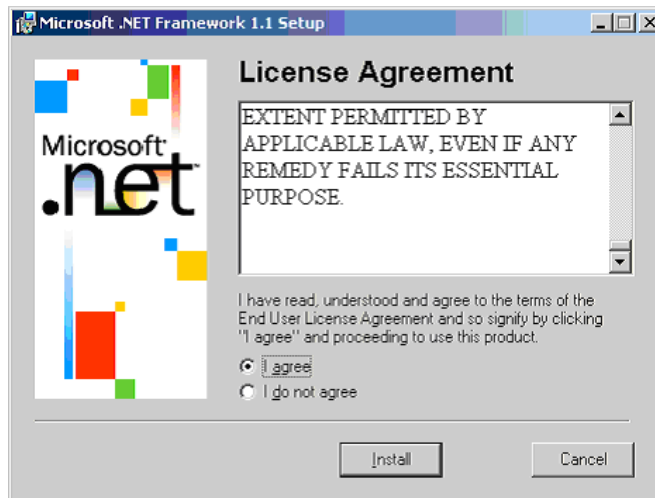 Microsoft .NET Framework 1.1 Setup
License Agreement
Microsoft
.net™
EXTENT PERMITTED BY
APPLICABLE LAW, EVEN IF ANY
REMEDY FAILS ITS ESSENTIAL
PURPOSE.
I have read, understood and agree to the terms of the
End User License Agreement and so signify by clicking
"I agree" and proceeding to use this product.
I agree
I do not agree
Install
Cancel